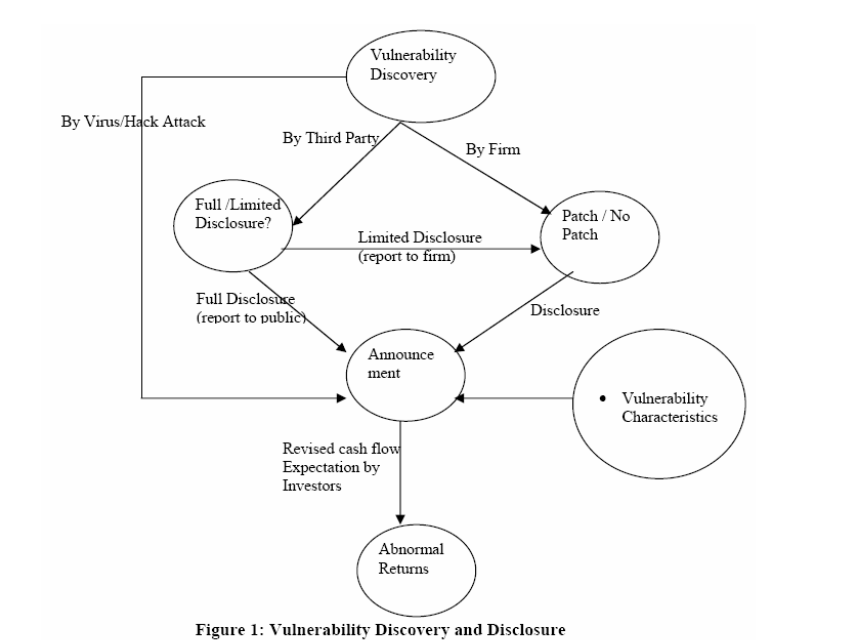 Vulnerability
Discovery
By Virus/Hack Attack
By Third Party
By Firm
Full /Limited
Disclosure?
Patch / No
Patch
Limited Disclosure
(report to firm)
Full Disclosure
(report to public)
Disclosure
Announce
ment
• Vulnerability
Characteristics
Revised cash flow
Expectation by
Investors
Abnormal
Returns
Figure 1: Vulnerability Discovery and Disclosure